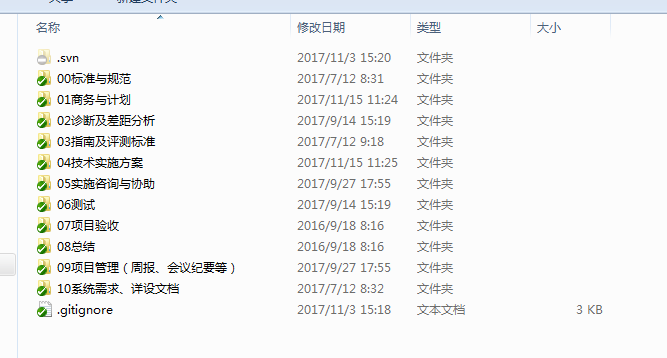 共享 新建文件夹
名称 修改日期 类型 大小
.svn 2017/11/3 15:20 文件夹
00标准与规范 2017/7/12 8:31 文件夹
01商务与计划 2017/11/15 11:24 文件夹
02诊断及差距分析 2017/9/14 15:19 文件夹
03指南及评测标准 2017/7/12 9:18 文件夹
04技术实施方案 2017/11/15 11:25 文件夹
05实施咨询与协助 2017/9/27 17:55 文件夹
06测试 2017/9/14 15:19 文件夹
07项目验收 2016/9/18 8:16 文件夹
08总结 2016/9/18 8:16 文件夹
09项目管理（周报、会议纪要等） 2017/9/27 17:55 文件夹
10系统需求、详设文档 2017/7/12 8:32 文件夹
.gitignore 2017/11/3 15:18 文本文档 3 KB